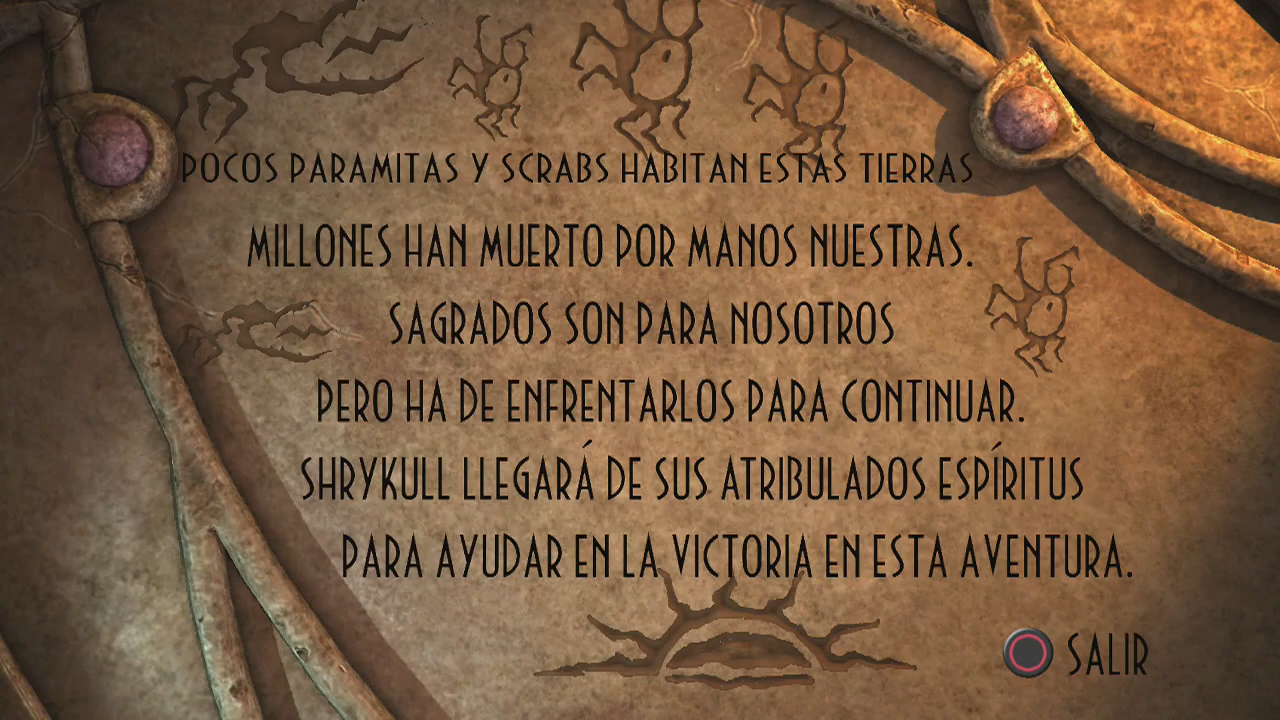 POCOS PARAMITAS Y SCRABS HABITAN ESTAS TIERRAS
MILLONES HAN MUERTO POR MANOS NUESTRAS.
SAGRADOS SON PARA NOSOTROS
PERO HA DE ENFRENTARLOS PARA CONTINUAR.
SHRYKULL LLEGARÁ DE SUS ATRIBULADOS ESPÍRITUS
PARA AYUDAR EN LA VICTORIA EN ESTA AVENTURA.
SALIR